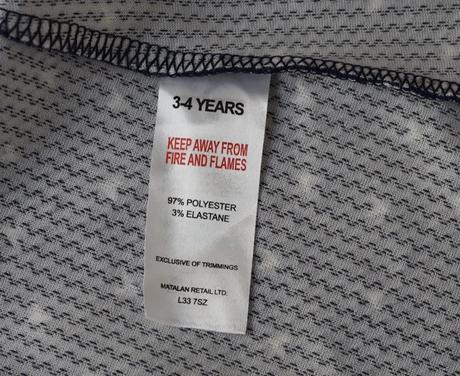 3-4 YEARS
KEEP AWAY FROM
FIRE AND FLAMES
97% POLYESTER
3% ELASTANE
EXCLUSIVE OF TRIMMINGS
MATALAN RETAIL LTD.
L33 7SZ